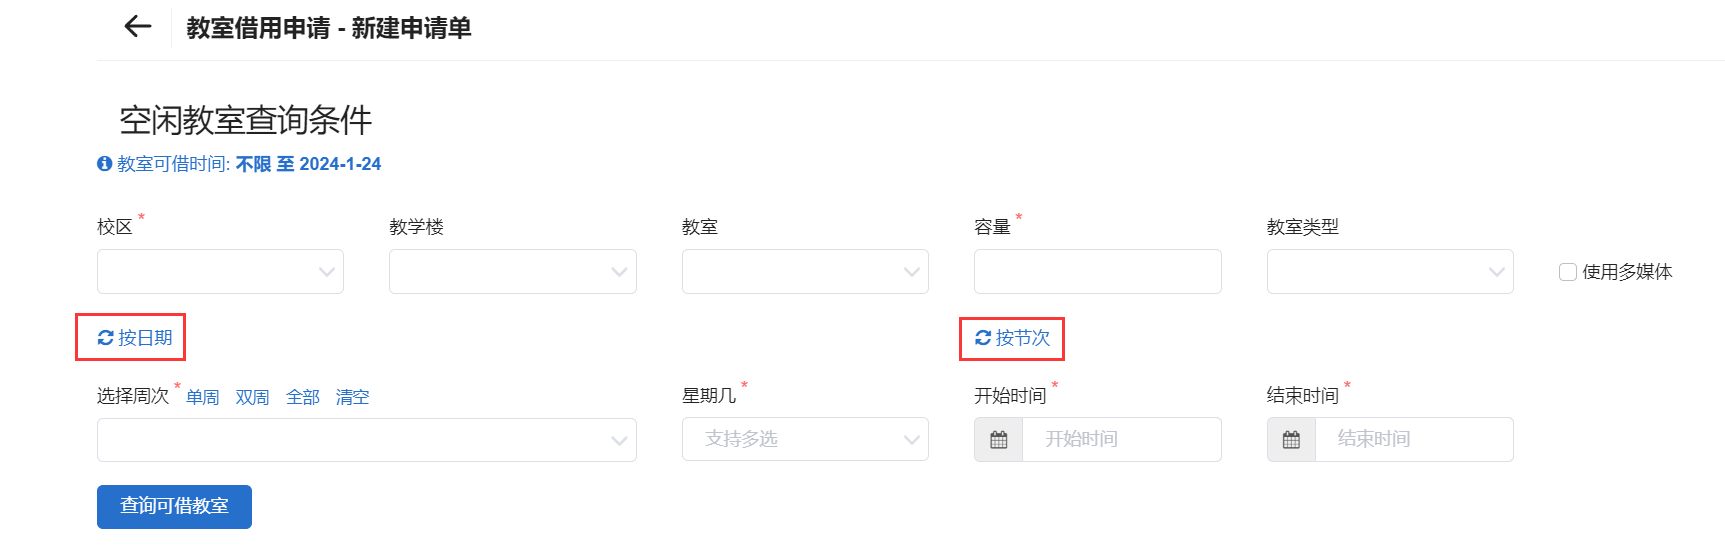 教室借用申请 - 新建申请单
空闲教室查询条件
教室可借时间: 不限 至 2024-1-24
校区 * 教学楼 教室 容量 * 教室类型
使用多媒体
按日期 按节次
选择周次 * 单周 双周 全部 清空 星期几 * 开始时间 * 结束时间 *
支持多选 开始时间 结束时间
查询可借教室